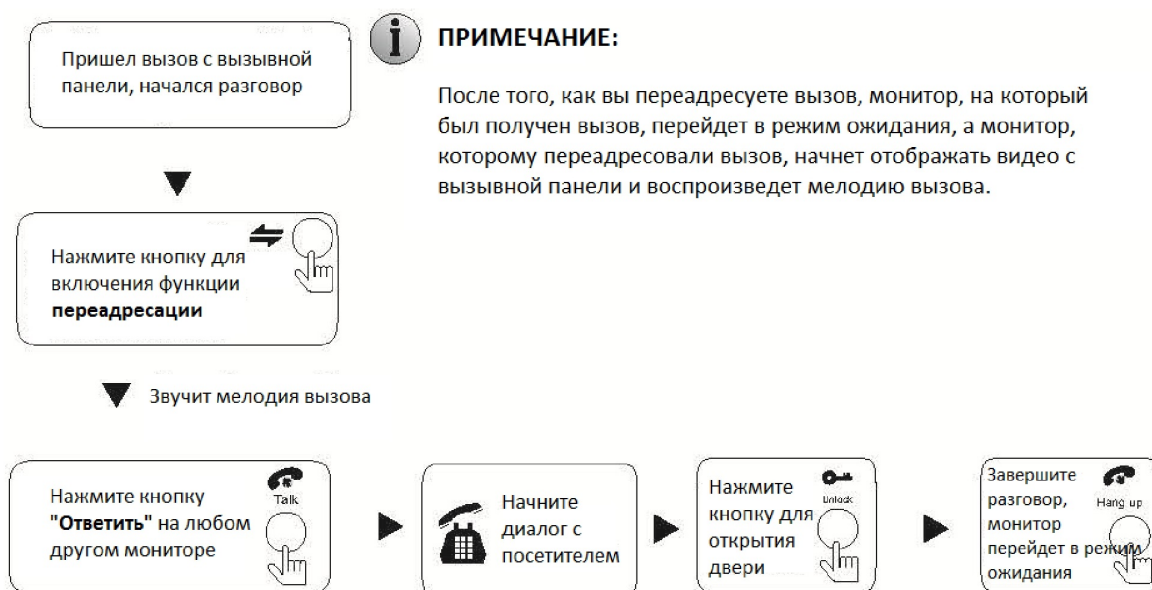 Пришел вызов с вызывной
панели, начался разговор
ПРИМЕЧАНИЕ:
После того, как вы переадресуете вызов, монитор, на который
был получен вызов, перейдет в режим ожидания, а монитор,
которому переадресовали вызов, начнет отображать видео с
вызывной панели и воспроизведет мелодию вызова.
Нажмите кнопку для
включения функции
переадресации
Звучит мелодия вызова
Нажмите кнопку
"Ответить" на любом
другом мониторе
Talk
Начните
диалог с
посетителем
Нажмите
кнопку для
открытия
двери
Unlock
Завершите
разговор,
монитор
перейдет в режим
ожидания
Hang up